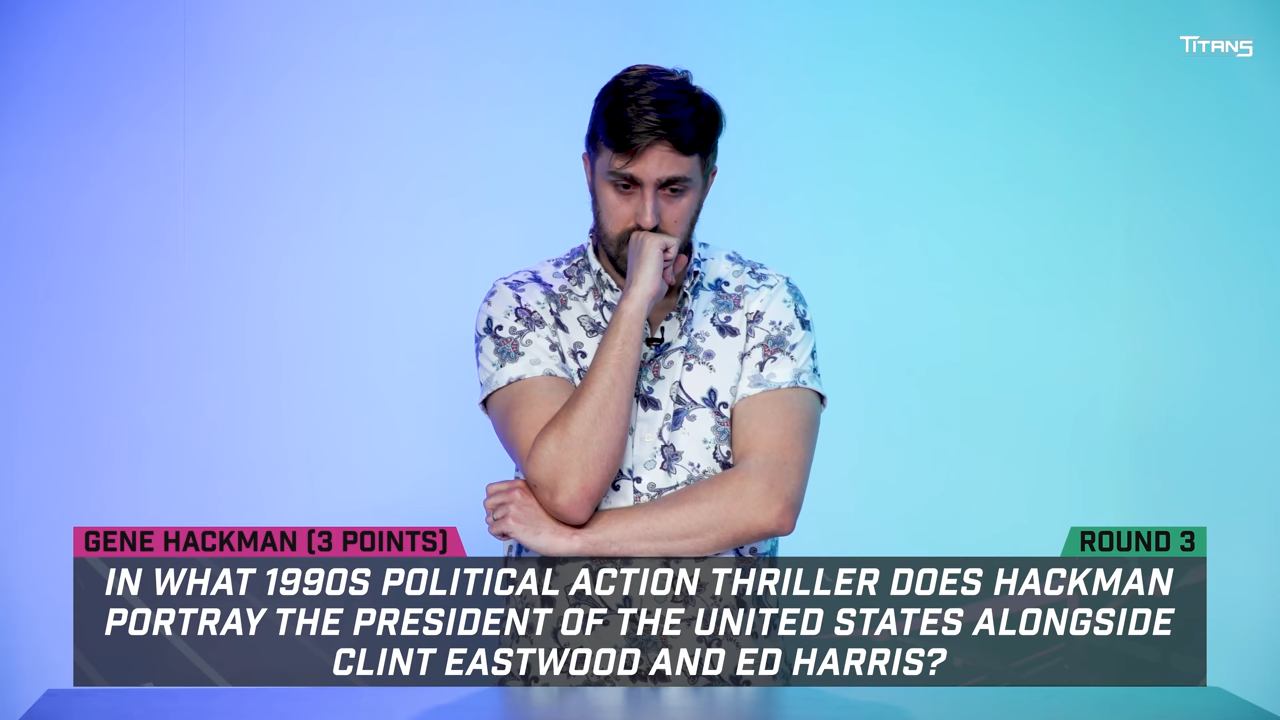 TITANS
GENE HACKMAN (3 POINTS)
ROUND 3
IN WHAT 1990S POLITICAL ACTION THRILLER DOES HACKMAN
PORTRAY THE PRESIDENT OF THE UNITED STATES ALONGSIDE
CLINT EASTWOOD AND ED HARRIS?